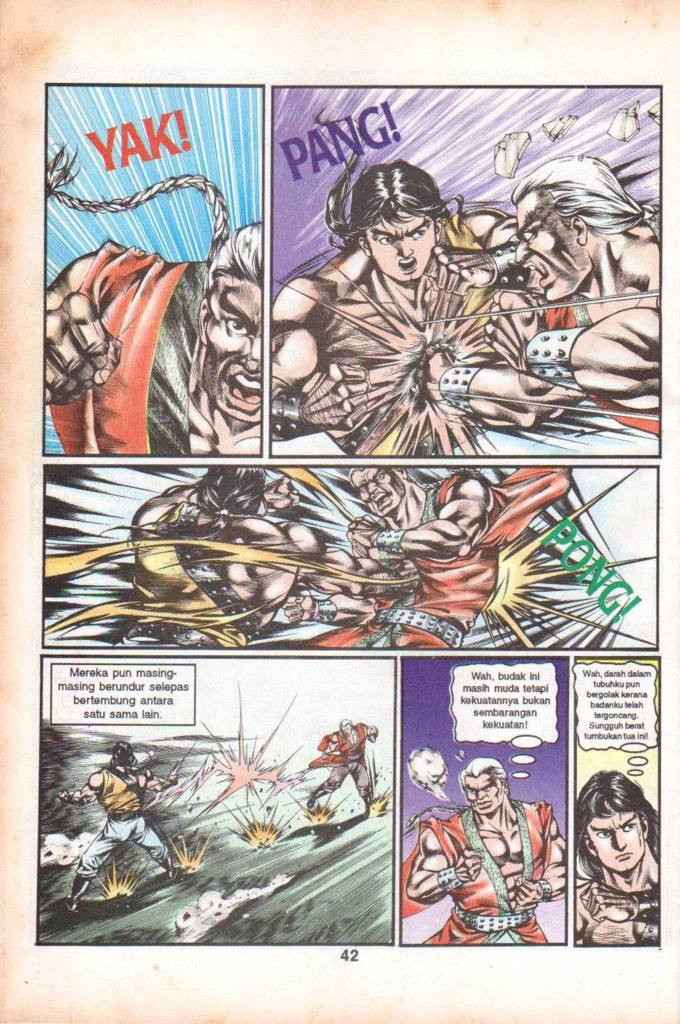 YAK!
PANG!
PONG!
Mereka pun masing-
masing berundur selepas
bertembung antara
satu sama lain.
Wah, budak ini
masih muda tetapi
kekuatannya bukan
sembarangan
kekuatan!
Wah, darah dalam
tubuhku pun
bergolak kerana
badanku telah
tergoncang.
Sungguh berat
tumbukan tua ini!
42